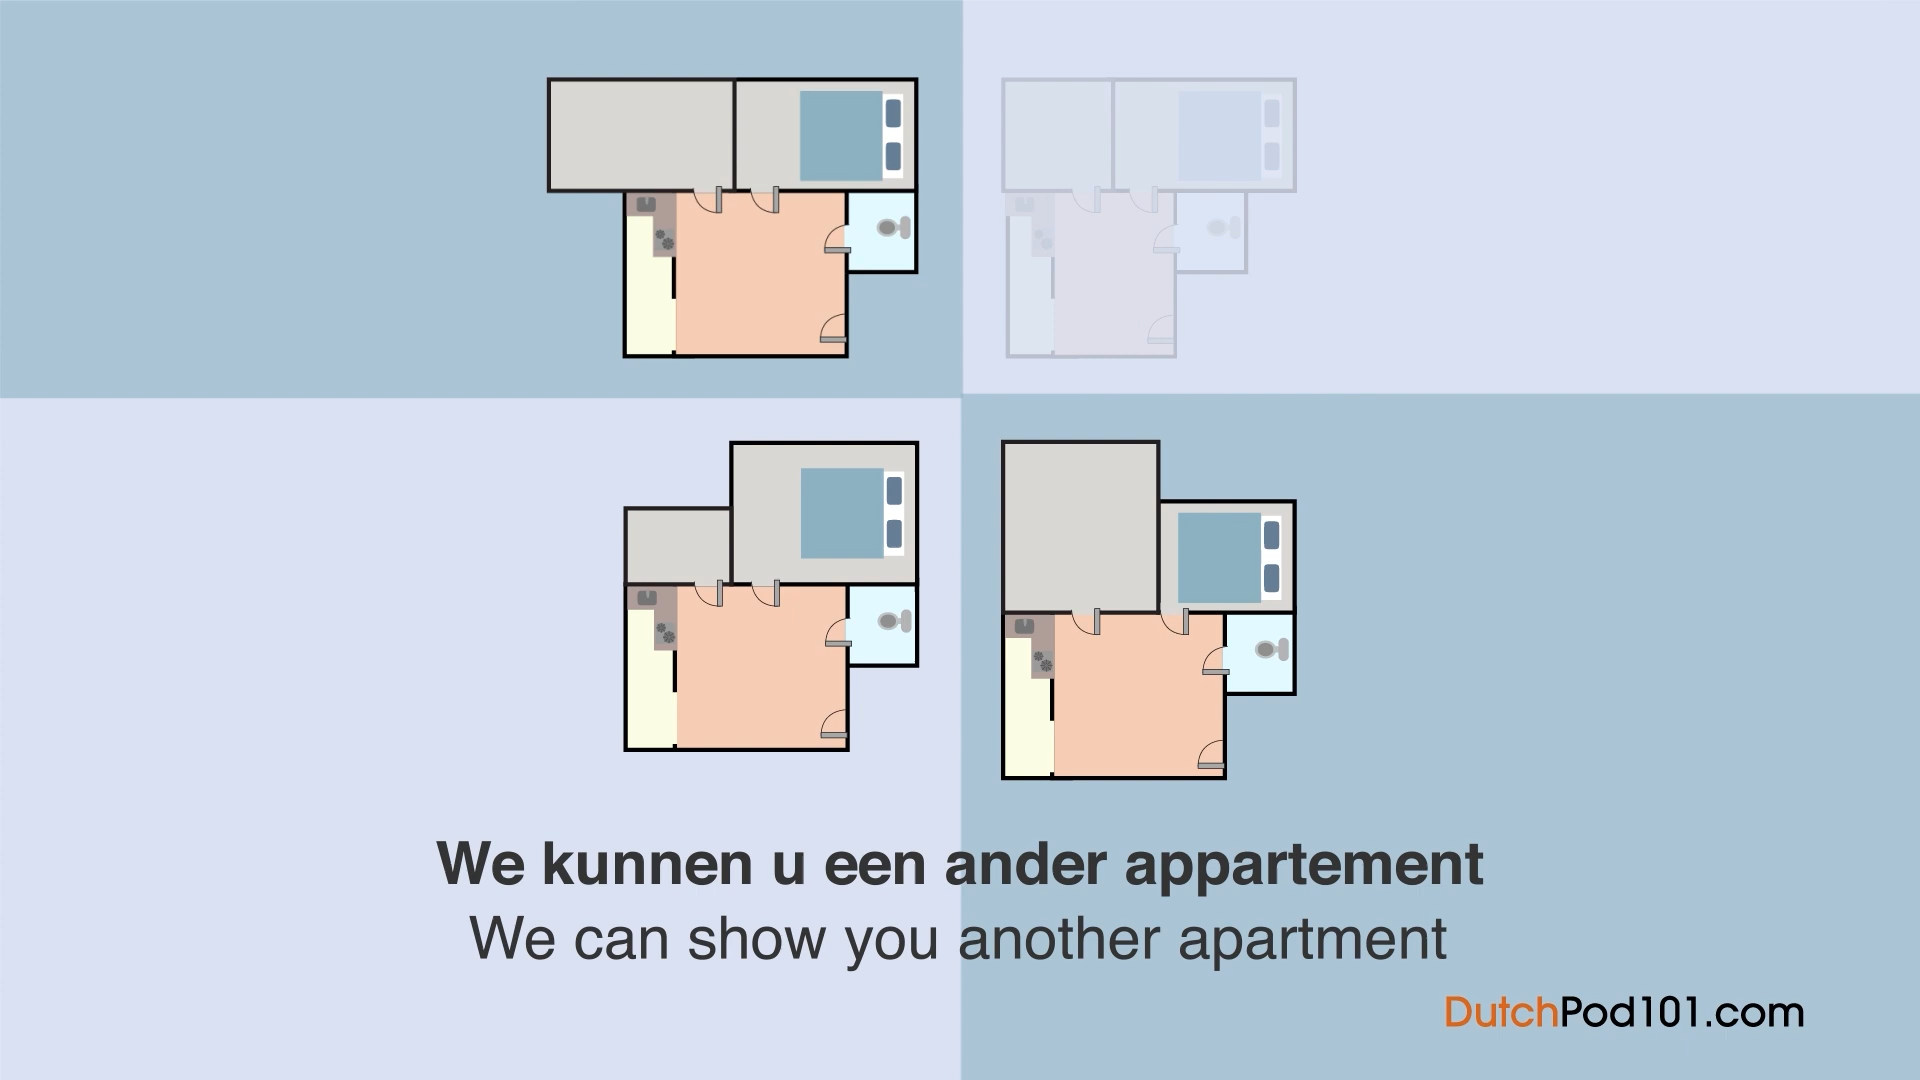 We kunnen u een ander appartement
We can show you another apartment
DutchPod101.com